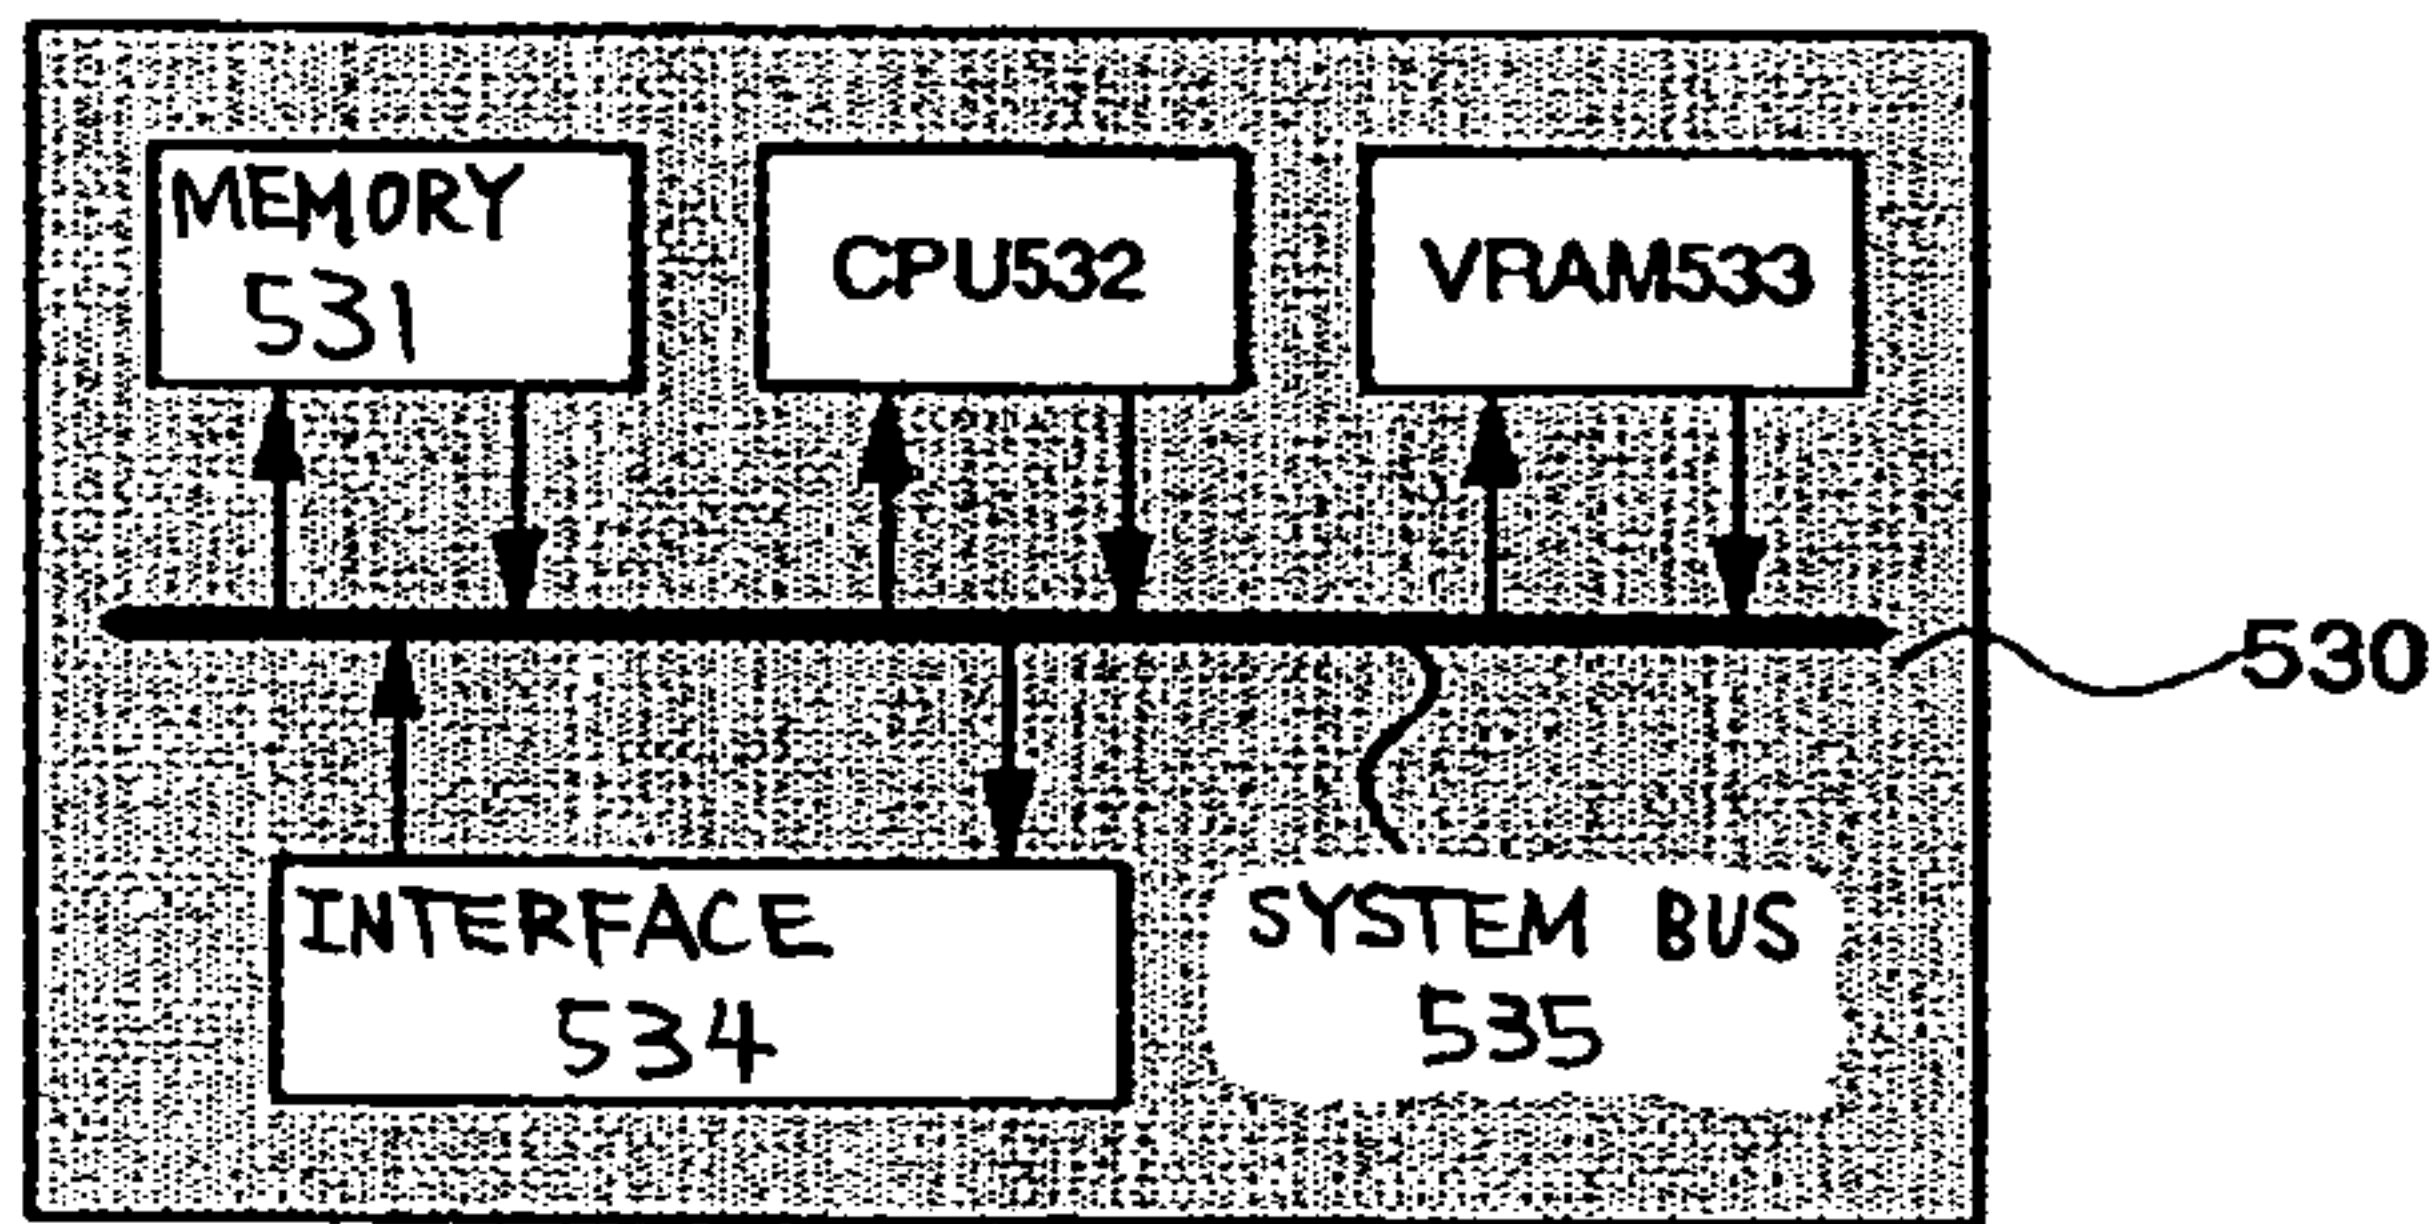 MEMORY
531
CPU532
VRAM533
530
INTERFACE
534
SYSTEM BUS
535